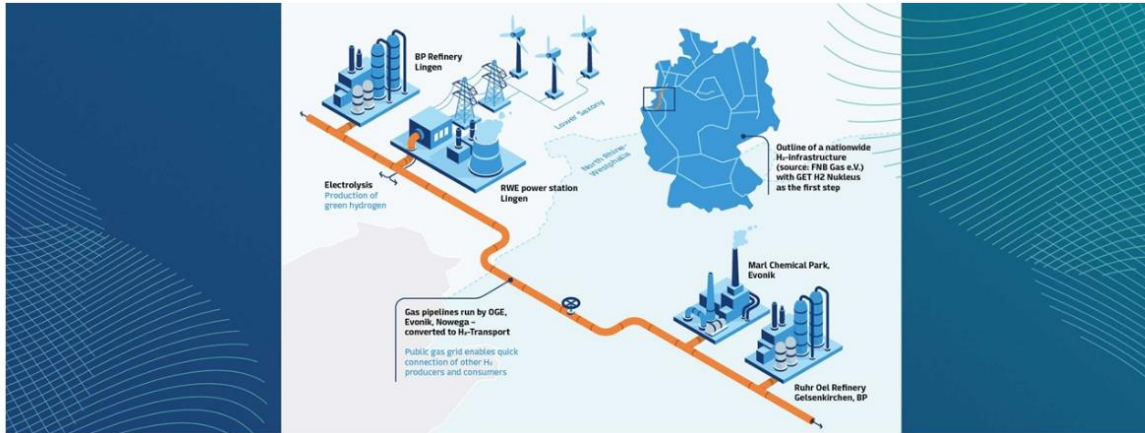 BP Refinery
Lingen
Lower Saxony
North Rhine-
Westphalia
Outline of a nationwide
H₂-infrastructure
(source: FNB Gas e.V.)
with GET H2 Nukleus
as the first step
Electrolysis
Production of
green hydrogen
RWE power station
Lingen
Marl Chemical Park,
Evonik
Gas pipelines run by OGE,
Evonik, Nowega –
converted to H₂-Transport
Public gas grid enables quick
connection of other H₂
producers and consumers
Ruhr Oel Refinery
Gelsenkirchen, BP